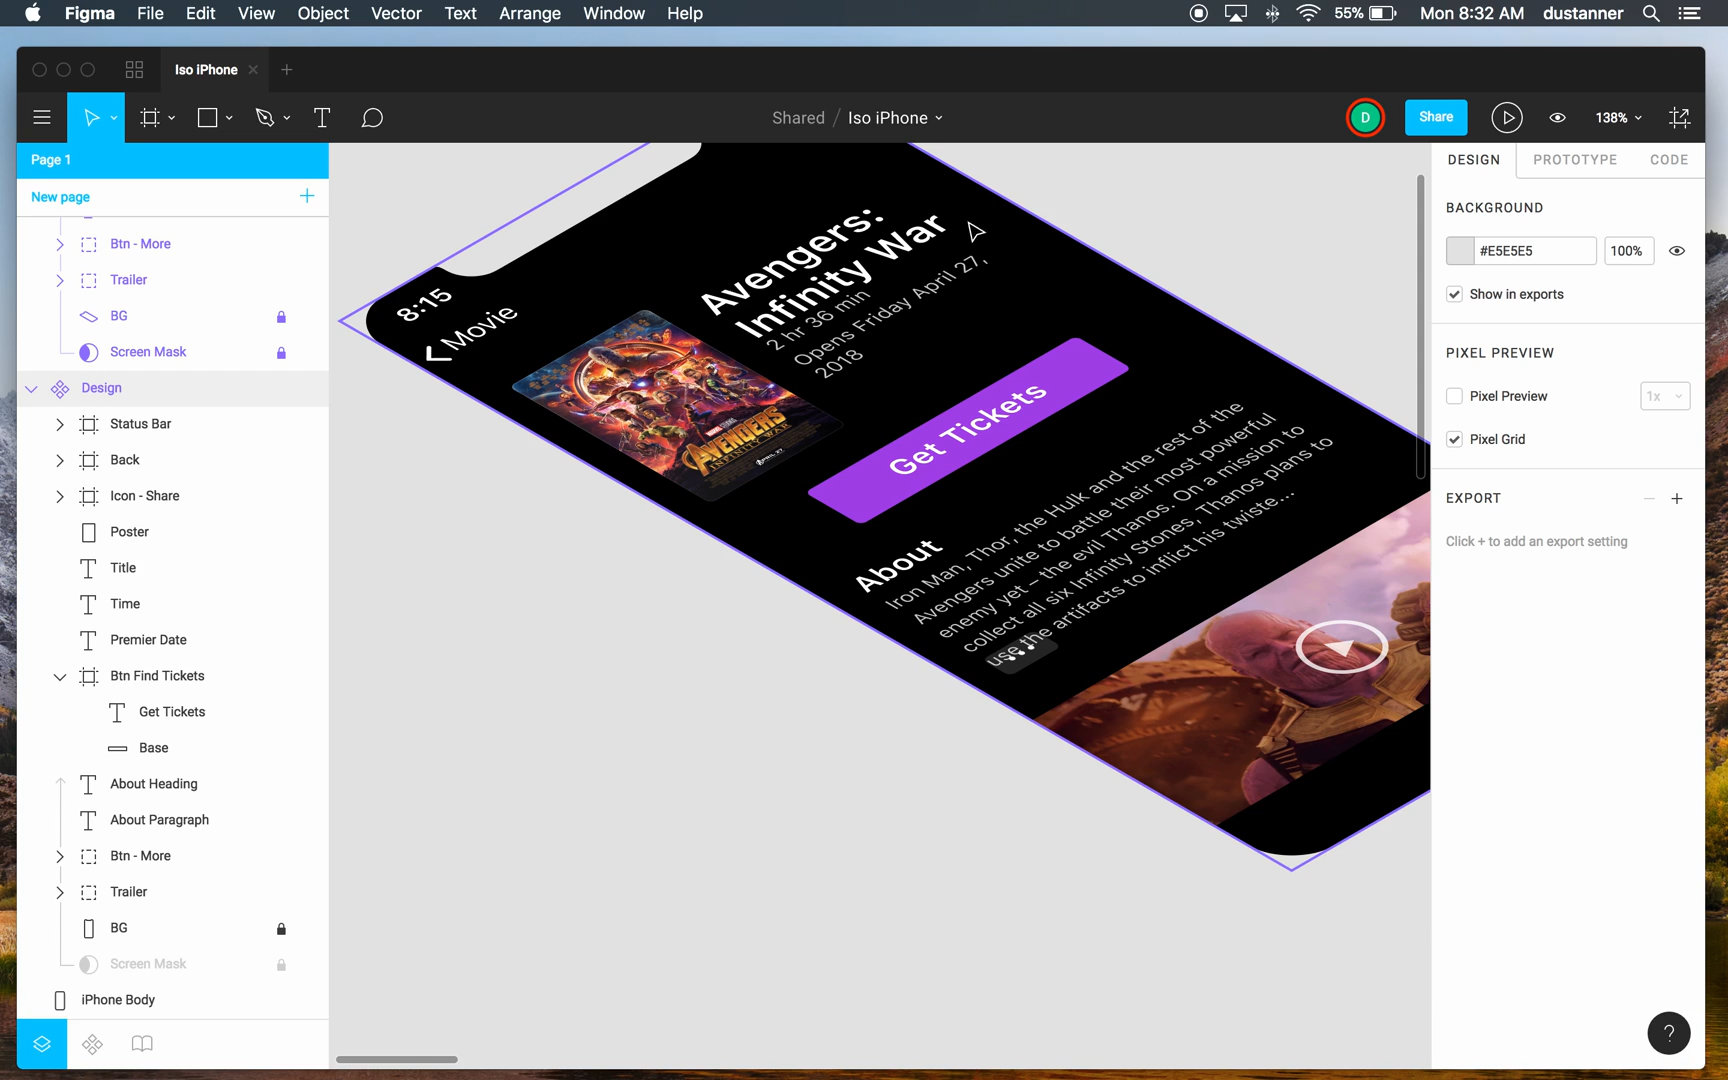 Figma File Edit View Object Vector Text Arrange Window Help 55% Mon 8:32 AM dustanner
Iso iPhone
Shared / Iso iPhone
D
Share
138%
Page 1
New page
Btn - More
Trailer
BG
Screen Mask
Design
Status Bar
Back
Icon - Share
Poster
Title
Time
Premier Date
Btn Find Tickets
Get Tickets
Base
About Heading
About Paragraph
Btn - More
Trailer
BG
Screen Mask
iPhone Body
8:15
Movie
Avengers:
Infinity War
2 hr 36 min
Opens Friday April 27,
2018
MARVEL STUDIOS
AVENGERS
INFINITY WAR
APRIL 27
Get Tickets
About
Iron Man, Thor, the Hulk and the rest of the
Avengers unite to battle their most powerful
enemy yet – the evil Thanos. On a mission to
collect all six Infinity Stones, Thanos plans to
use the artifacts to inflict his twiste...
DESIGN PROTOTYPE CODE
BACKGROUND
#E5E5E5 100%
Show in exports
PIXEL PREVIEW
Pixel Preview 1x
Pixel Grid
EXPORT
Click + to add an export setting
?